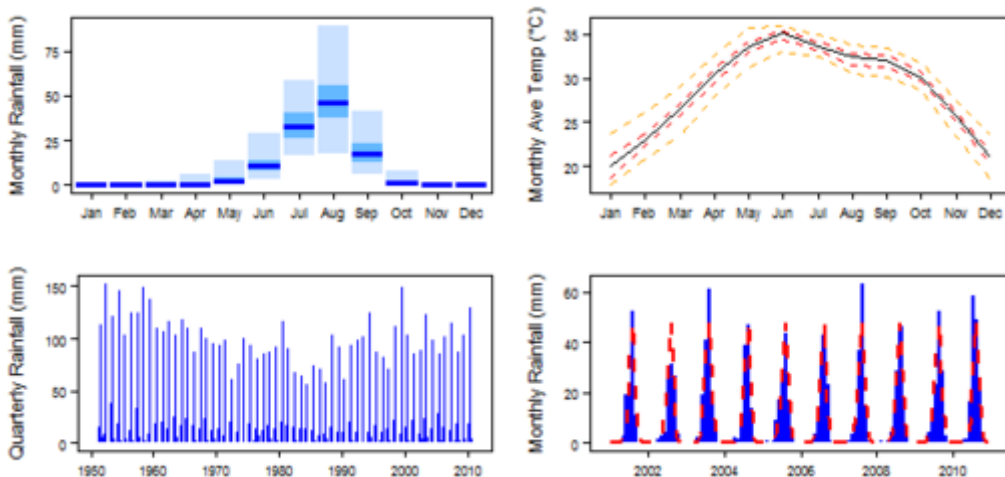 Monthly Rainfall (mm)
75
50
25
0
Jan Feb Mar Apr May Jun Jul Aug Sep Oct Nov Dec
Monthly Ave Temp (°C)
35
30
25
20
Jan Feb Mar Apr May Jun Jul Aug Sep Oct Nov Dec
Quarterly Rainfall (mm)
150
100
50
0
1950 1960 1970 1980 1990 2000 2010
Monthly Rainfall (mm)
60
40
20
0
2002 2004 2006 2008 2010